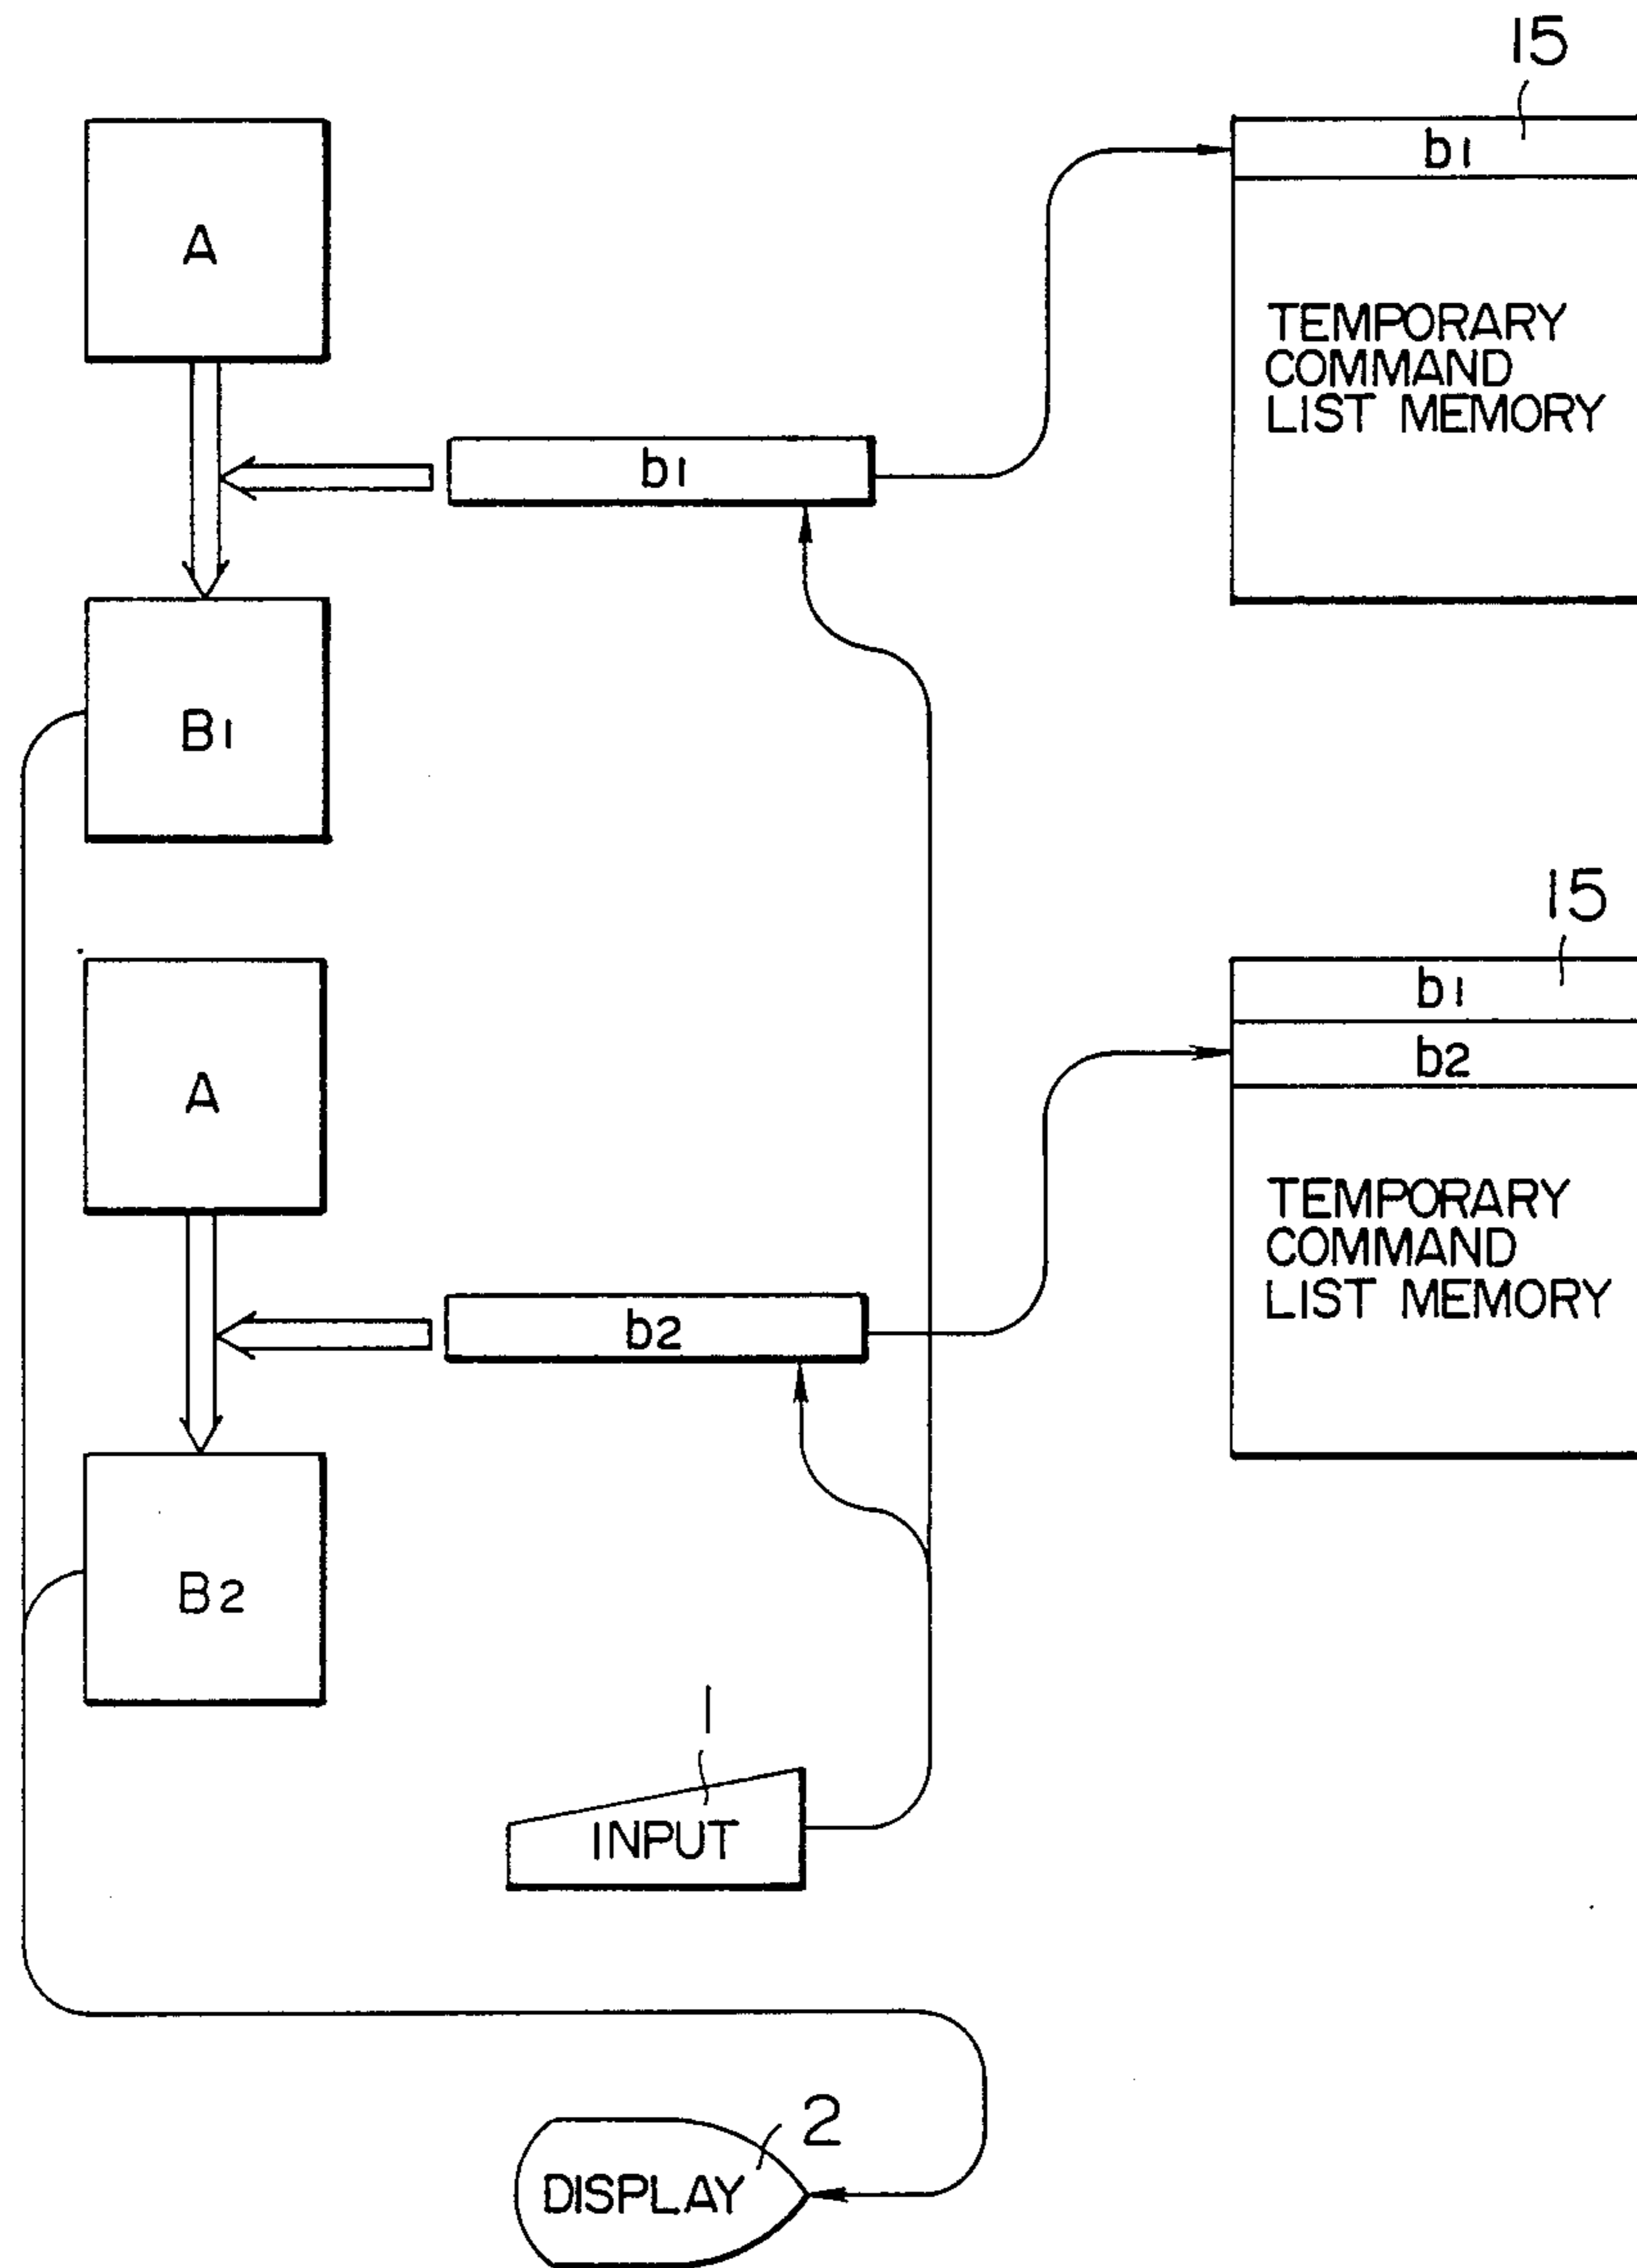 15
b1
A
TEMPORARY
COMMAND
LIST MEMORY
b1
B1
15
b1
A
b2
TEMPORARY
COMMAND
LIST MEMORY
b2
B2
1
INPUT
2
DISPLAY